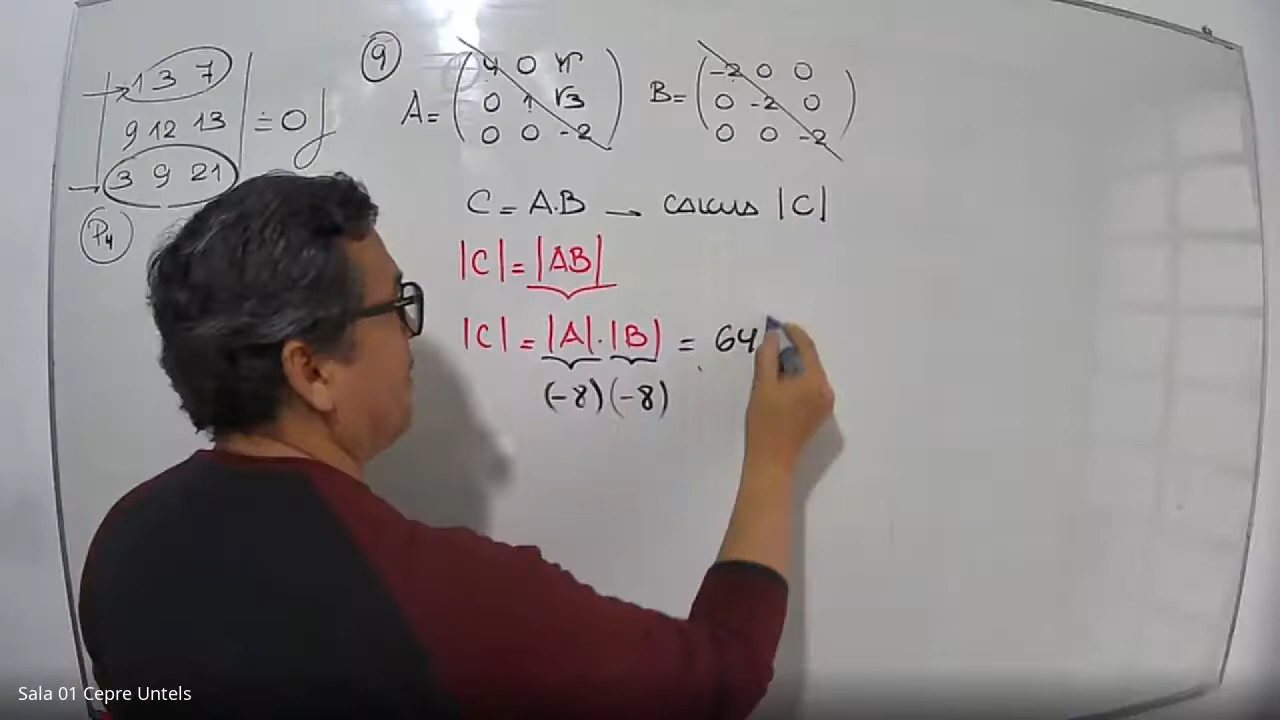 1 3 7
9 12 13 = 0
3 9 21
P4
9
A = ( 4 0 π
0 1 √3
0 0 -2 )
B = ( -2 0 0
0 -2 0
0 0 -2 )
C = A.B → calcula |C|
|C| = |AB|
|C| = |A|.|B| = 64
(-8)(-8)
Sala 01 Cepre Untels